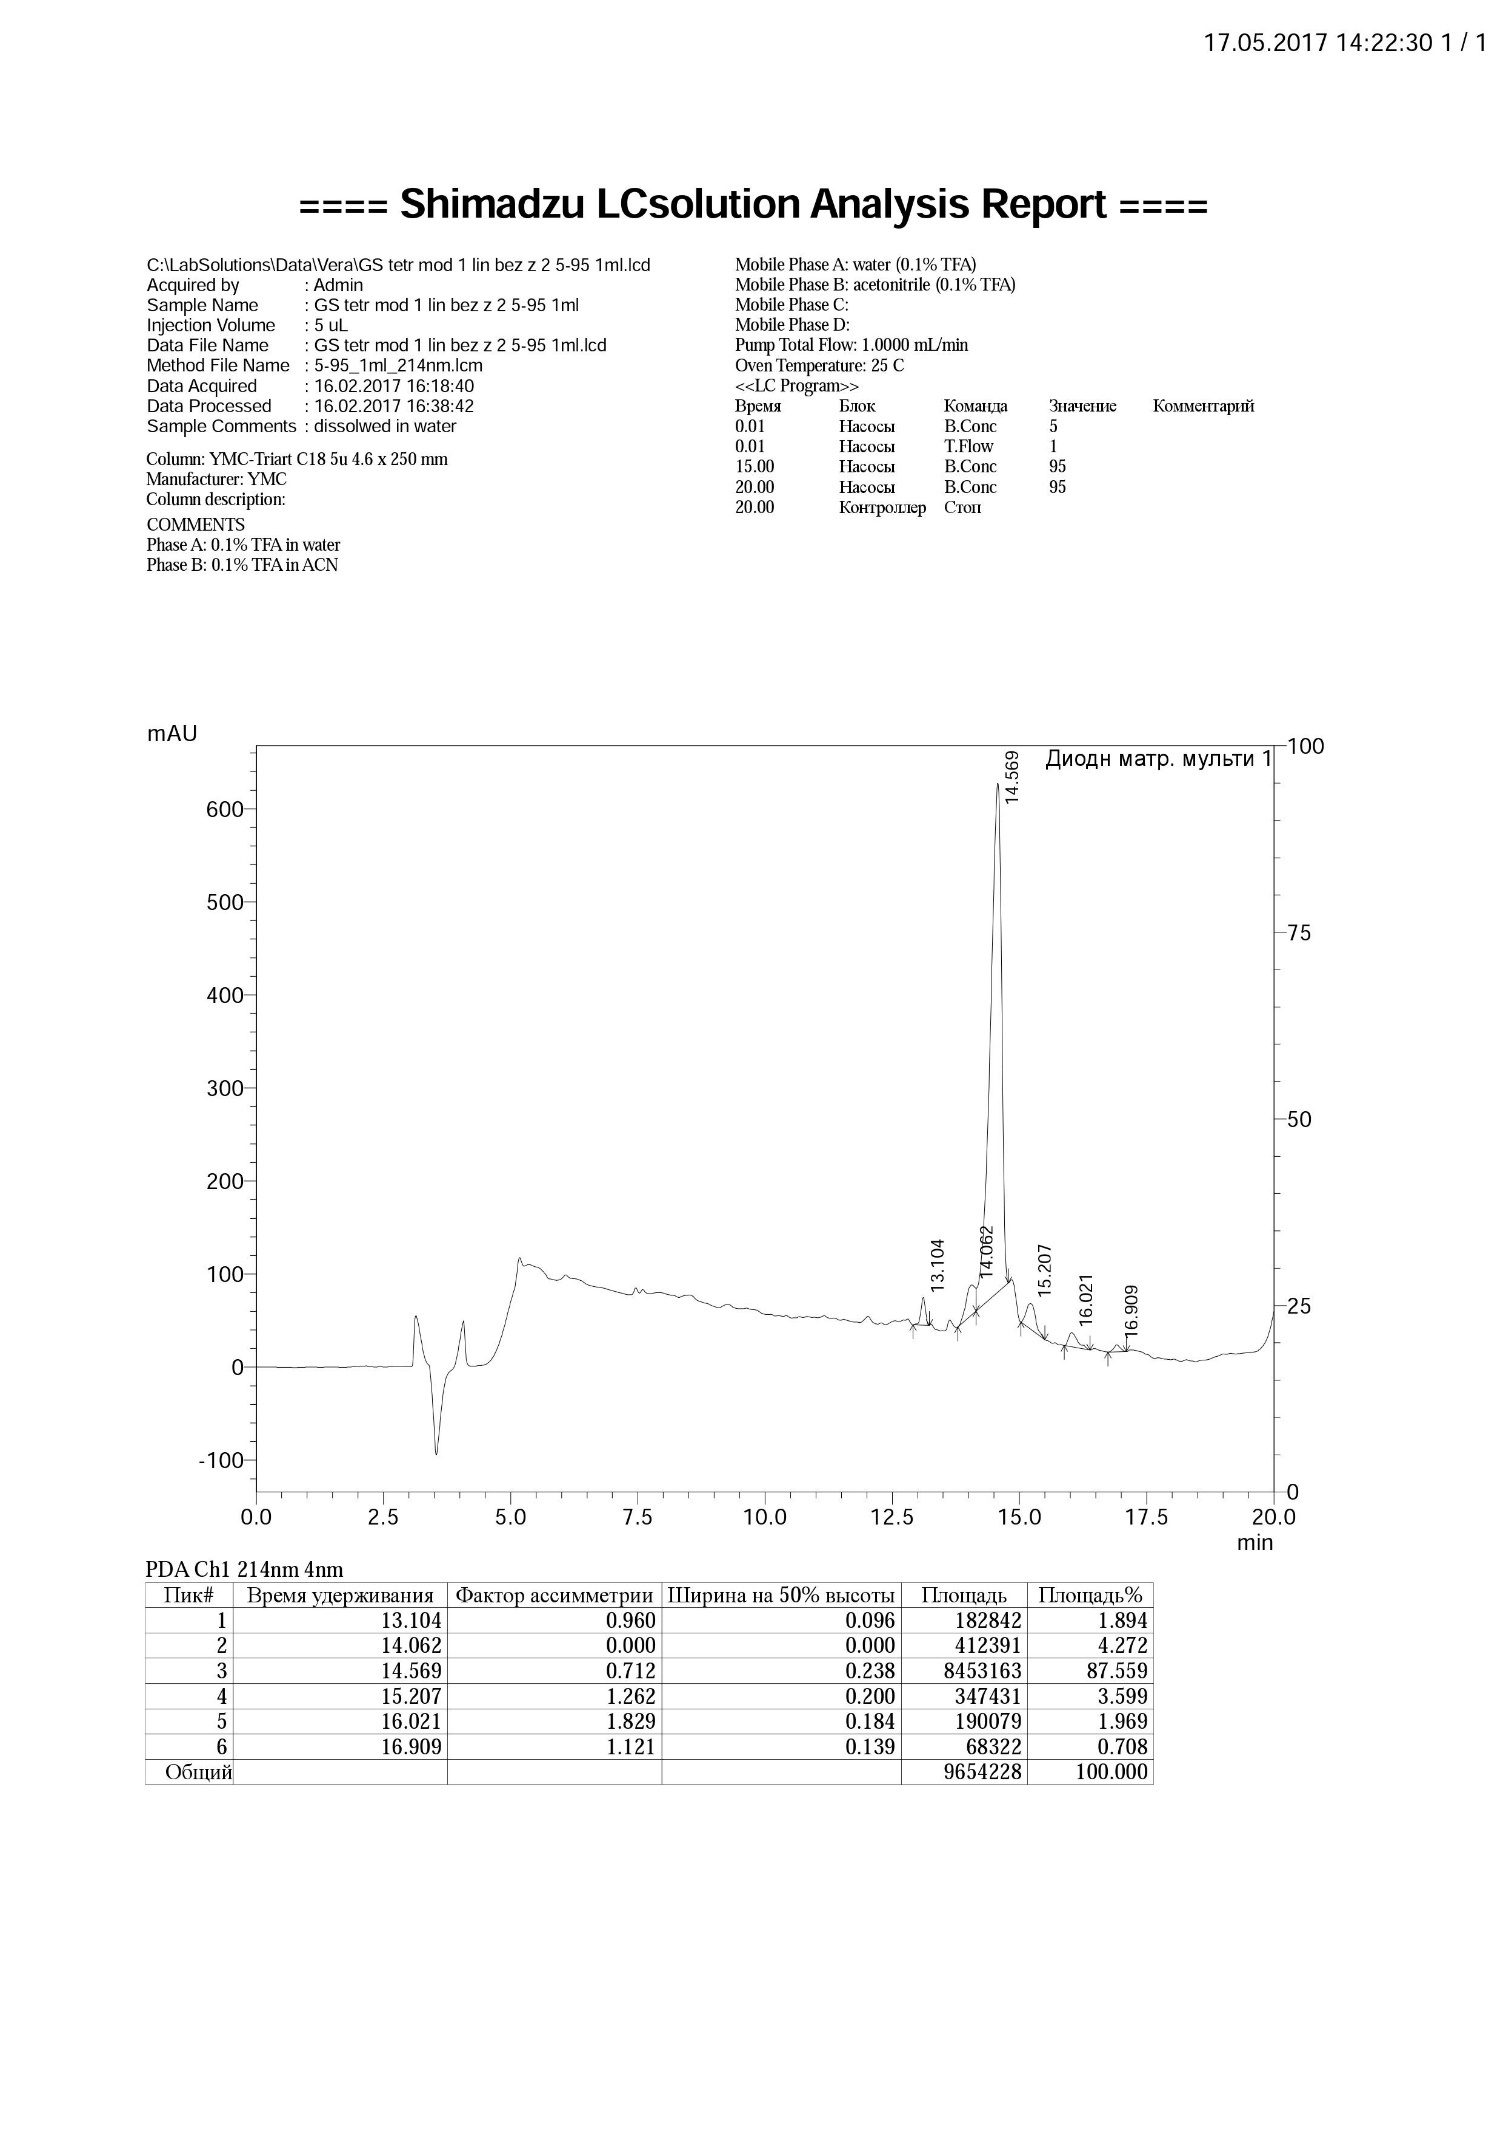 17.05.2017 14:22:30 1 / 1
==== Shimadzu LCsolution Analysis Report ====
C:\LabSolutions\Data\Vera\GS tetr mod 1 lin bez z 2 5-95 1ml.lcd
Acquired by : Admin
Sample Name : GS tetr mod 1 lin bez z 2 5-95 1ml
Injection Volume : 5 uL
Data File Name : GS tetr mod 1 lin bez z 2 5-95 1ml.lcd
Method File Name : 5-95_1ml_214nm.lcm
Data Acquired : 16.02.2017 16:18:40
Data Processed : 16.02.2017 16:38:42
Sample Comments : dissolwed in water
Column: YMC-Triart C18 5u 4.6 x 250 mm
Manufacturer: YMC
Column description:
COMMENTS
Phase A: 0.1% TFA in water
Phase B: 0.1% TFA in ACN
Mobile Phase A: water (0.1% TFA)
Mobile Phase B: acetonitrile (0.1% TFA)
Mobile Phase C:
Mobile Phase D:
Pump Total Flow: 1.0000 mL/min
Oven Temperature: 25 C
<<LC Program>>
Время Блок Команда Значение Комментарий
0.01 Насосы B.Conc 5
0.01 Насосы T.Flow 1
15.00 Насосы B.Conc 95
20.00 Насосы B.Conc 95
20.00 Контроллер Стоп
mAU
Диодн матр. мульти 1
600
500
400
300
200
100
0
-100
100
75
50
25
0
13.104
14.062
14.569
15.207
16.021
16.909
0.0 2.5 5.0 7.5 10.0 12.5 15.0 17.5 20.0
min
PDA Ch1 214nm 4nm
Пик# Время удерживания Фактор ассимметрии Ширина на 50% высоты Площадь Площадь%
1 13.104 0.960 0.096 182842 1.894
2 14.062 0.000 0.000 412391 4.272
3 14.569 0.712 0.238 8453163 87.559
4 15.207 1.262 0.200 347431 3.599
5 16.021 1.829 0.184 190079 1.969
6 16.909 1.121 0.139 68322 0.708
Общий 9654228 100.000